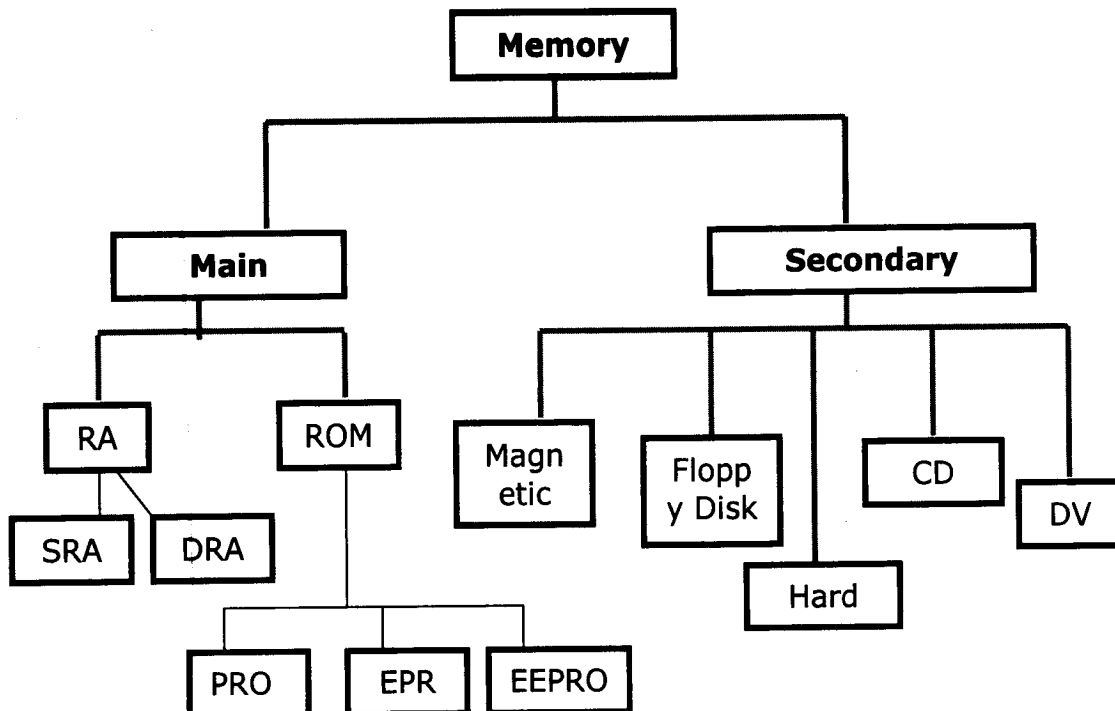 Memory
Main
Secondary
RA
ROM
Magn
etic
Flopp
y Disk
CD
DV
SRA
DRA
Hard
PRO
EPR
EEPRO